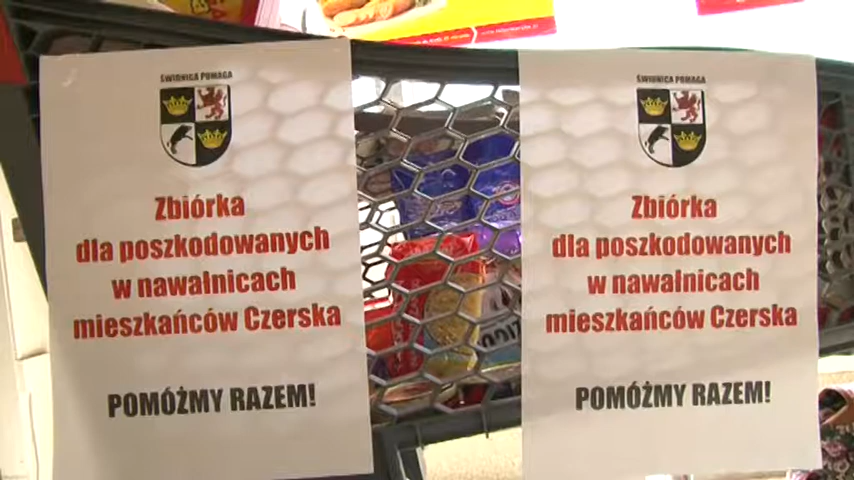 ŚWIDNICA POMAGA
Zbiórka
dla poszkodowanych
w nawałnicach
mieszkańców Czerska
POMÓŻMY RAZEM!
ŚWIDNICA POMAGA
Zbiórka
dla poszkodowanych
w nawałnicach
mieszkańców Czerska
POMÓŻMY RAZEM!